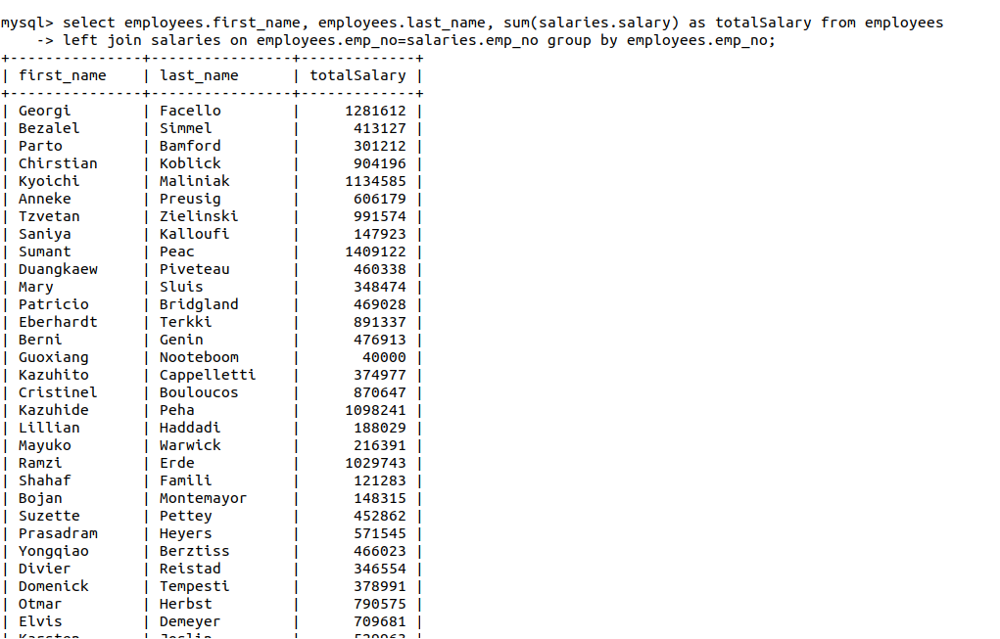 mysql> select employees.first_name, employees.last_name, sum(salaries.salary) as totalSalary from employees
    -> left join salaries on employees.emp_no=salaries.emp_no group by employees.emp_no;
+---------------+----------------+-------------+
| first_name    | last_name      | totalSalary |
+---------------+----------------+-------------+
| Georgi        | Facello        |     1281612 |
| Bezalel       | Simmel         |      413127 |
| Parto         | Bamford        |      301212 |
| Chirstian     | Koblick        |      904196 |
| Kyoichi       | Maliniak       |     1134585 |
| Anneke        | Preusig        |      606179 |
| Tzvetan       | Zielinski      |      991574 |
| Saniya        | Kalloufi       |      147923 |
| Sumant        | Peac           |     1409122 |
| Duangkaew     | Piveteau       |      460338 |
| Mary          | Sluis          |      348474 |
| Patricio      | Bridgland      |      469028 |
| Eberhardt     | Terkki         |      891337 |
| Berni         | Genin          |      476913 |
| Guoxiang      | Nooteboom      |       40000 |
| Kazuhito      | Cappelletti    |      374977 |
| Cristinel     | Bouloucos      |      870647 |
| Kazuhide      | Peha           |     1098241 |
| Lillian       | Haddadi        |      188029 |
| Mayuko        | Warwick        |      216391 |
| Ramzi         | Erde           |     1029743 |
| Shahaf        | Famili         |      121283 |
| Bojan         | Montemayor     |      148315 |
| Suzette       | Pettey         |      452862 |
| Prasadram     | Heyers         |      571545 |
| Yongqiao      | Berztiss       |      466023 |
| Divier        | Reistad        |      346554 |
| Domenick      | Tempesti       |      378991 |
| Otmar         | Herbst         |      790575 |
| Elvis         | Demeyer        |      709681 |